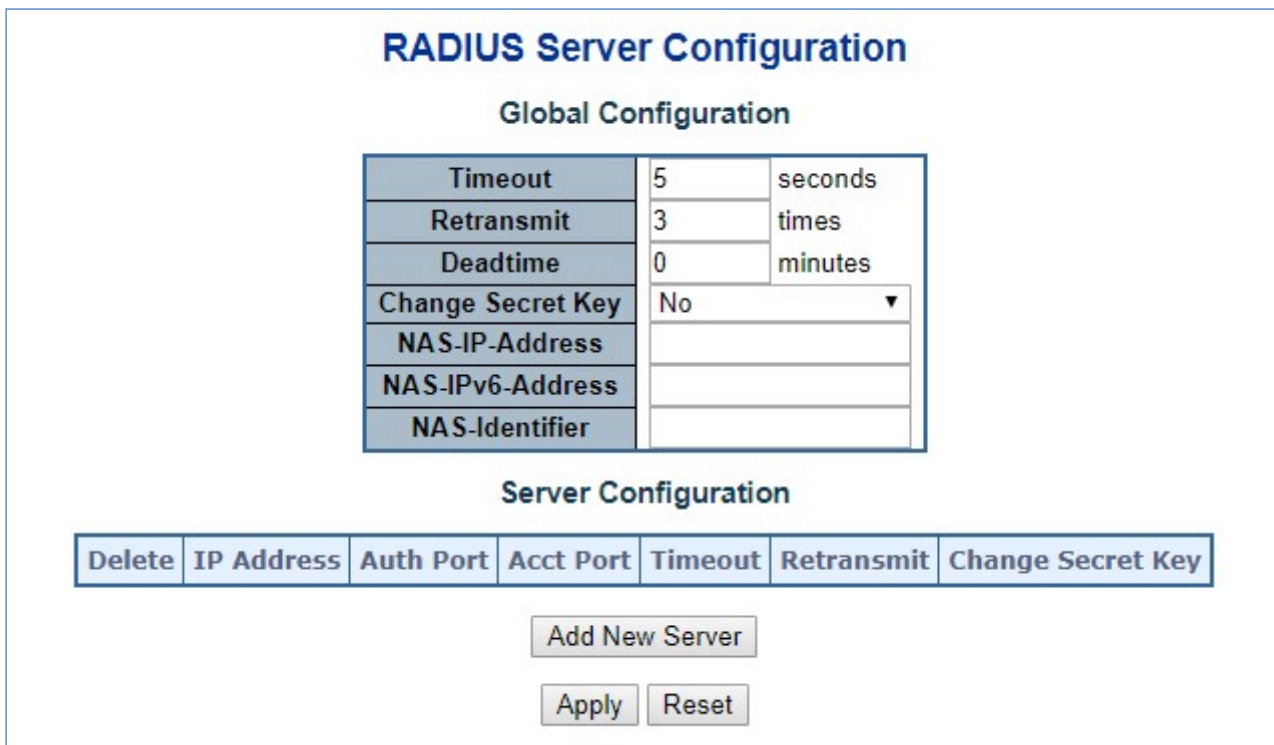 RADIUS Server Configuration
Global Configuration
Timeout 5 seconds
Retransmit 3 times
Deadtime 0 minutes
Change Secret Key No
NAS-IP-Address
NAS-IPv6-Address
NAS-Identifier
Server Configuration
Delete IP Address Auth Port Acct Port Timeout Retransmit Change Secret Key
Add New Server
Apply Reset